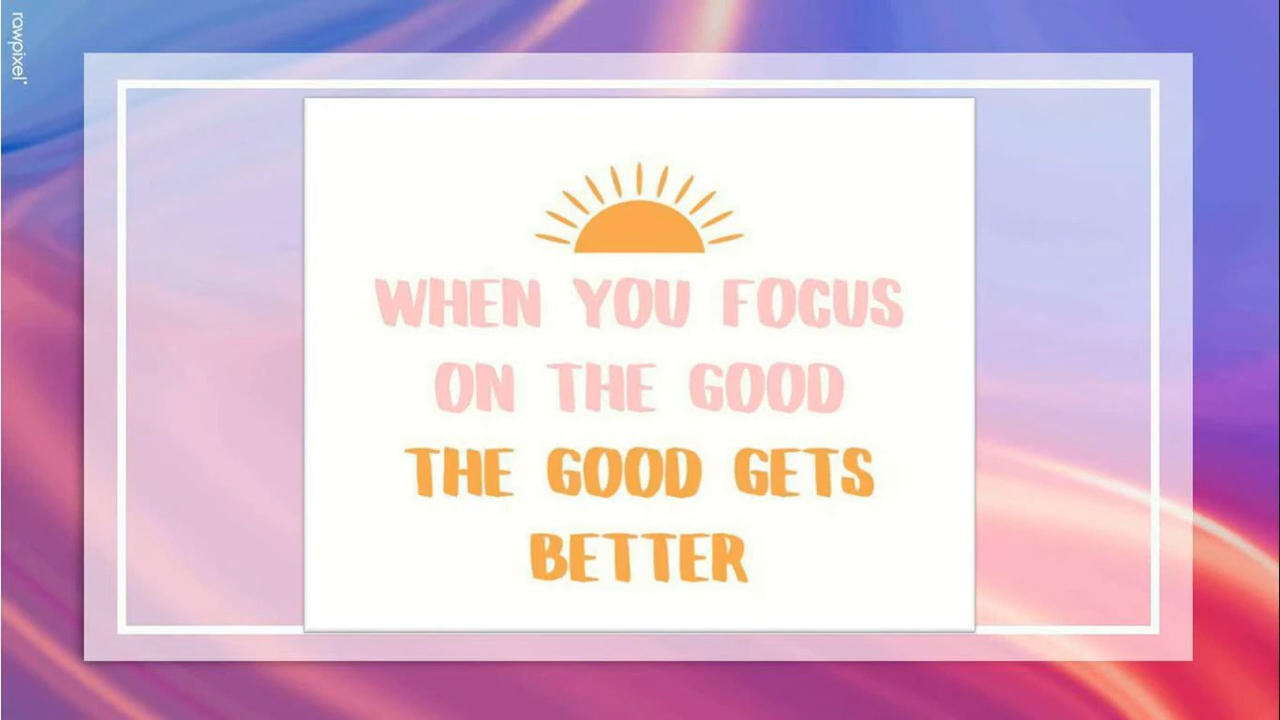 rawpixel
WHEN YOU FOCUS
ON THE GOOD
THE GOOD GETS
BETTER